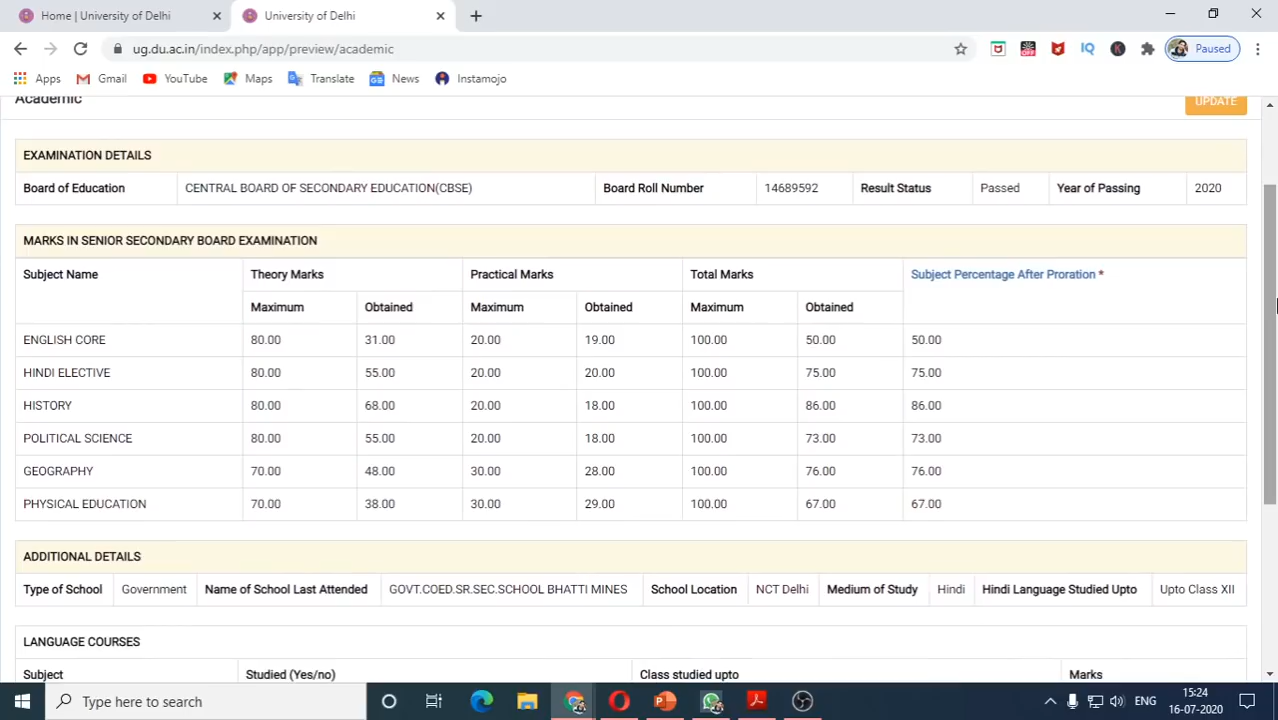 Home | University of Delhi
University of Delhi
ug.du.ac.in/index.php/app/preview/academic
OFF
IQ
K
Paused
Apps Gmail YouTube Maps Translate News Instamojo
Academic
UPDATE
EXAMINATION DETAILS
Board of Education CENTRAL BOARD OF SECONDARY EDUCATION(CBSE) Board Roll Number 14689592 Result Status Passed Year of Passing 2020
MARKS IN SENIOR SECONDARY BOARD EXAMINATION
Subject Name Theory Marks Practical Marks Total Marks Subject Percentage After Proration *
Maximum Obtained Maximum Obtained Maximum Obtained
ENGLISH CORE 80.00 31.00 20.00 19.00 100.00 50.00 50.00
HINDI ELECTIVE 80.00 55.00 20.00 20.00 100.00 75.00 75.00
HISTORY 80.00 68.00 20.00 18.00 100.00 86.00 86.00
POLITICAL SCIENCE 80.00 55.00 20.00 18.00 100.00 73.00 73.00
GEOGRAPHY 70.00 48.00 30.00 28.00 100.00 76.00 76.00
PHYSICAL EDUCATION 70.00 38.00 30.00 29.00 100.00 67.00 67.00
ADDITIONAL DETAILS
Type of School Government Name of School Last Attended GOVT.COED.SR.SEC.SCHOOL BHATTI MINES School Location NCT Delhi Medium of Study Hindi Hindi Language Studied Upto Upto Class XII
LANGUAGE COURSES
Subject Studied (Yes/no) Class studied upto Marks
Type here to search
ENG
15:24
16-07-2020